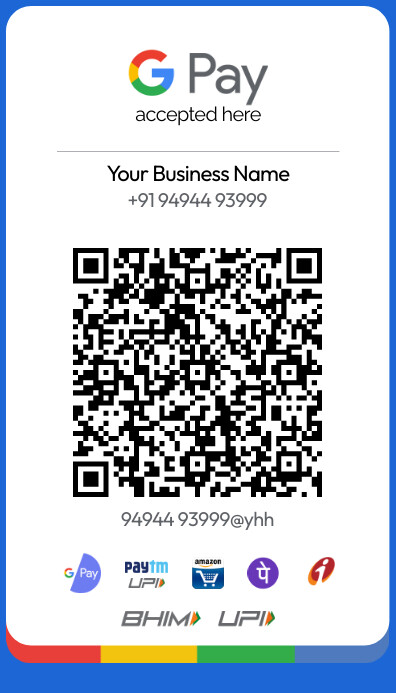 G Pay
accepted here
Your Business Name
+91 94944 93999
94944 93999@yhh
G Pay
paytm
UPI
amazon
पे
i
BHIM UPI